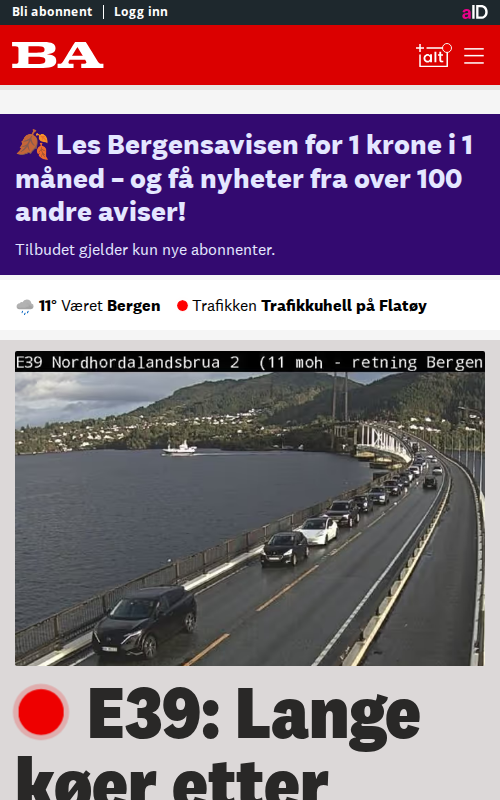 Bli abonnent | Logg inn
aID
BA
+alt
🍂 Les Bergensavisen for 1 krone i 1
måned – og få nyheter fra over 100
andre aviser!
Tilbudet gjelder kun nye abonnenter.
11° Været Bergen Trafikken Trafikkuhell på Flatøy
E39 Nordhordalandsbrua 2 (11 moh - retning Bergen
E39: Lange
køer etter